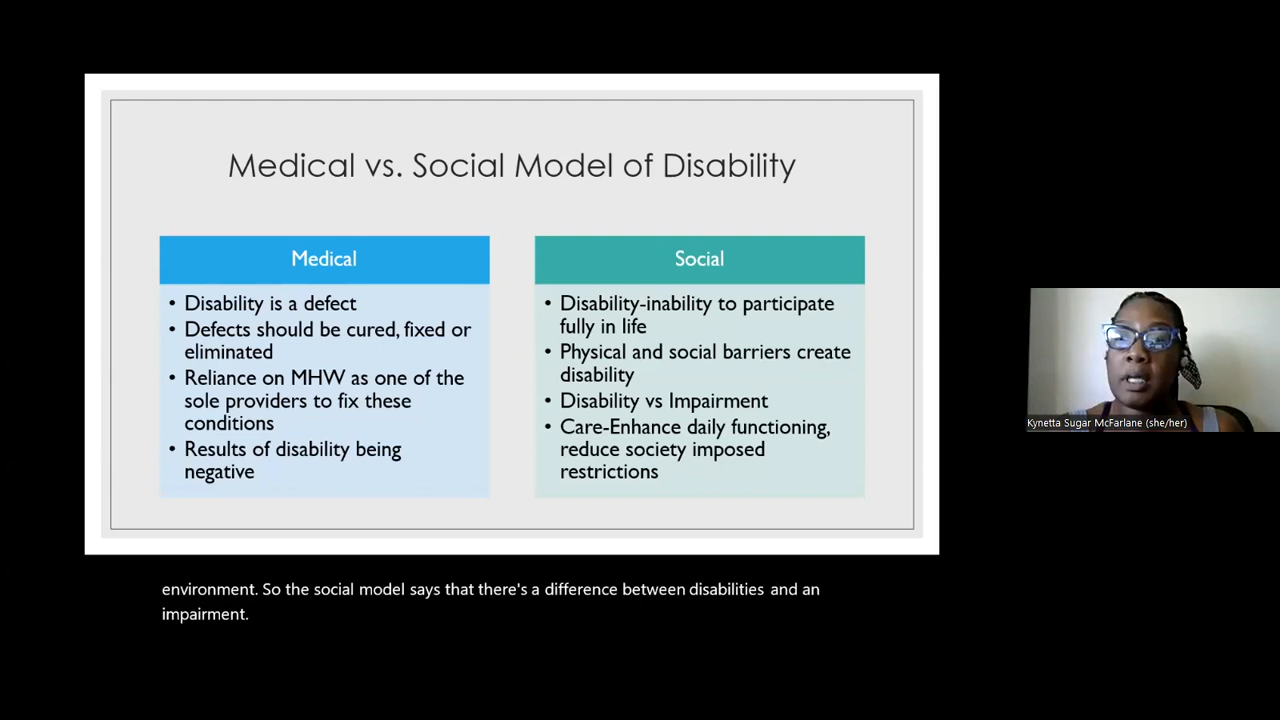 Medical vs. Social Model of Disability
Medical
• Disability is a defect
• Defects should be cured, fixed or
eliminated
• Reliance on MHW as one of the
sole providers to fix these
conditions
• Results of disability being
negative
Social
• Disability-inability to participate
fully in life
• Physical and social barriers create
disability
• Disability vs Impairment
• Care-Enhance daily functioning,
reduce society imposed
restrictions
Kynetta Sugar McFarlane (she/her)
environment. So the social model says that there's a difference between disabilities and an
impairment.